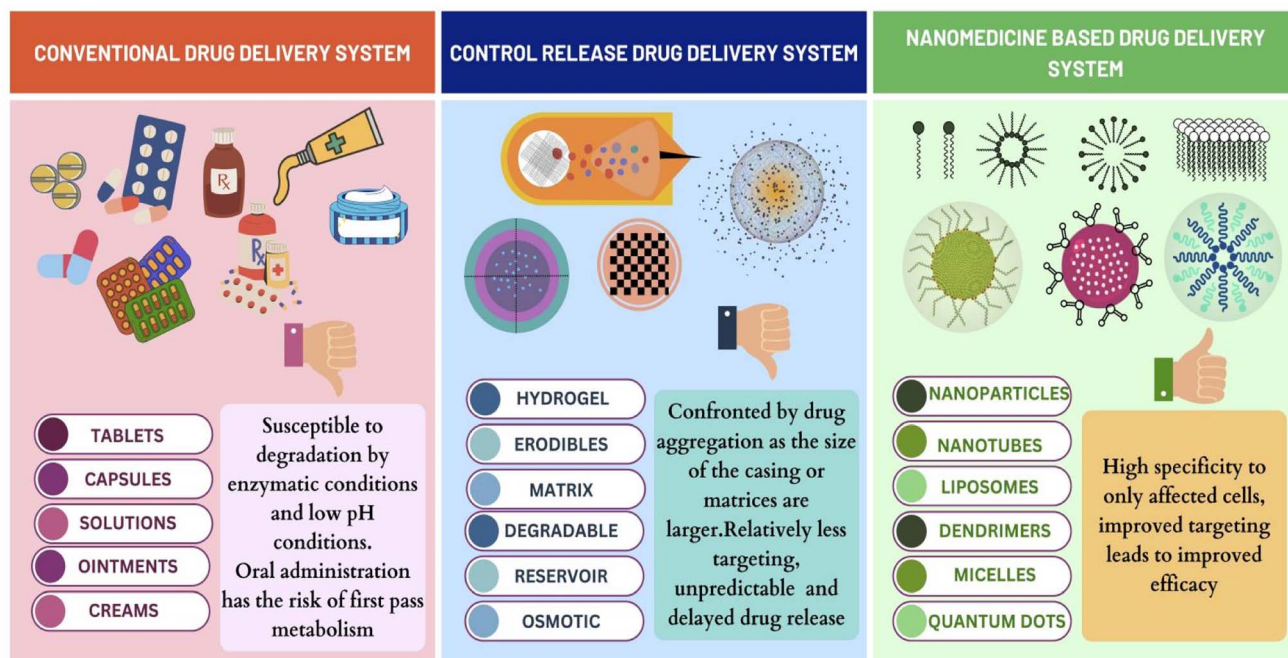 CONVENTIONAL DRUG DELIVERY SYSTEM
CONTROL RELEASE DRUG DELIVERY SYSTEM
NANOMEDICINE BASED DRUG DELIVERY
SYSTEM
Rx
Rx
TABLETS
CAPSULES
SOLUTIONS
OINTMENTS
CREAMS
Susceptible to
degradation by
enzymatic conditions
and low pH
conditions.
Oral administration
has the risk of first pass
metabolism
HYDROGEL
ERODIBLES
MATRIX
DEGRADABLE
RESERVOIR
OSMOTIC
Confronted by drug
aggregation as the size
of the casing or
matrices are
larger.Relatively less
targeting,
unpredictable and
delayed drug release
NANOPARTICLES
NANOTUBES
LIPOSOMES
DENDRIMERS
MICELLES
QUANTUM DOTS
High specificity to
only affected cells,
improved targeting
leads to improved
efficacy